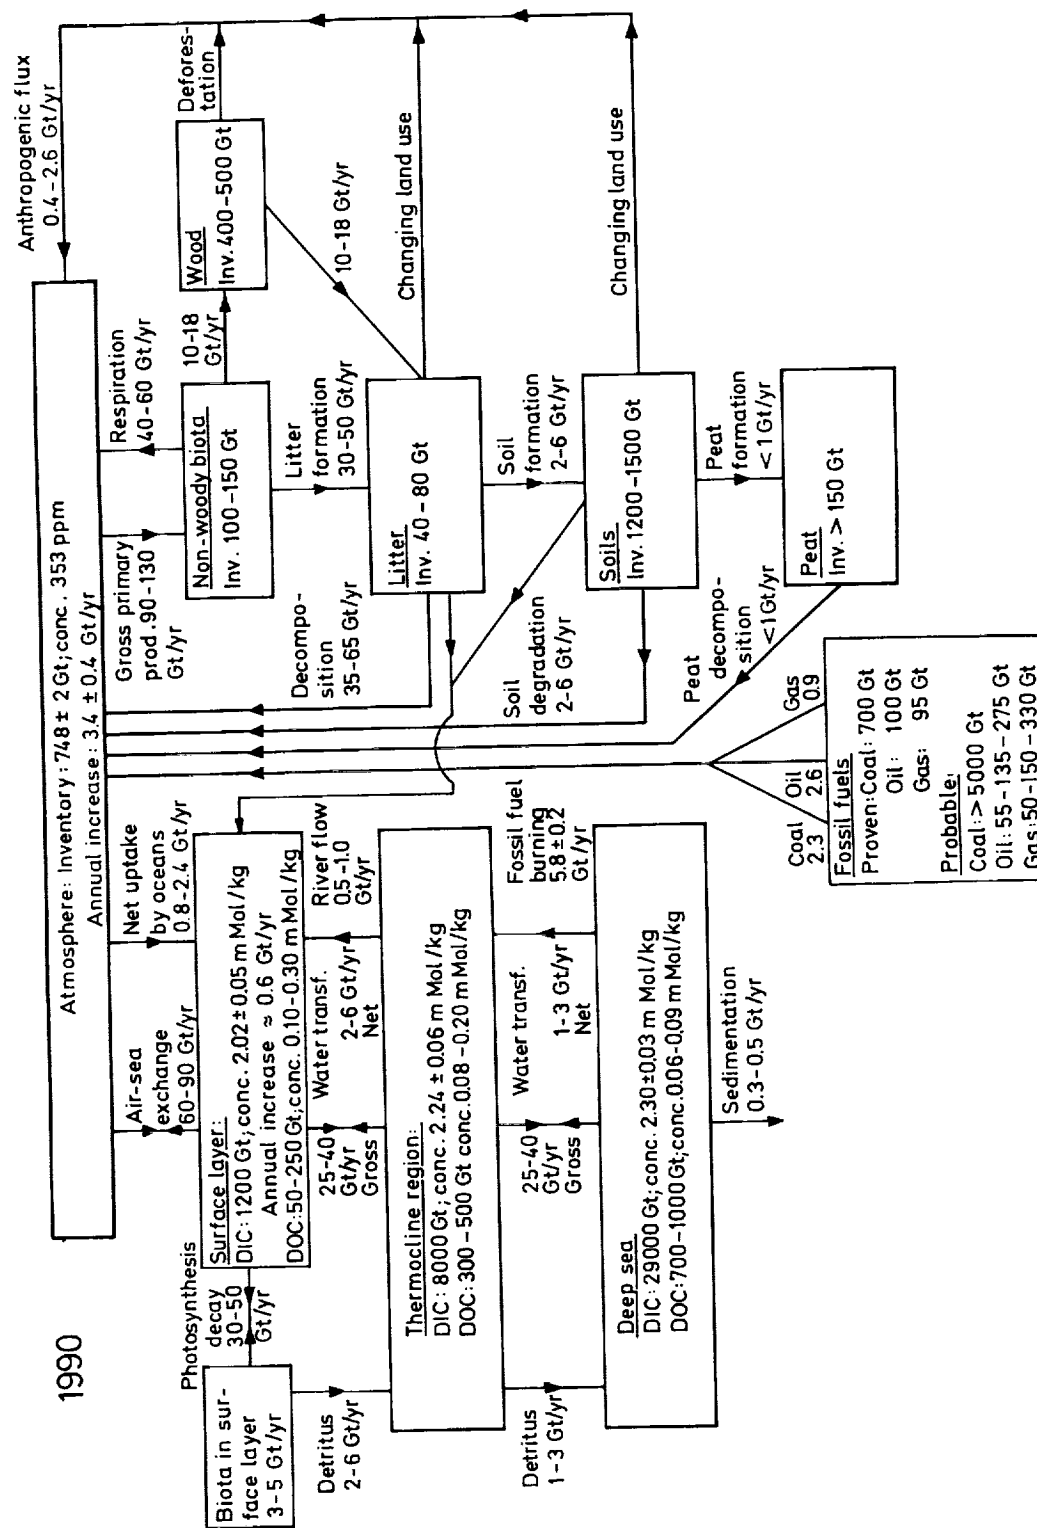 1990
Atmosphere: Inventory: 748 ± 2 Gt; conc. 353 ppm
Annual increase: 3.4 ± 0.4 Gt/yr
Anthropogenic flux
0.4-2.6 Gt/yr
Photosynthesis
decay
30-50
Gt/yr
Air-sea
exchange
60-90 Gt/yr
Net uptake
by oceans
0.8-2.4 Gt/yr
Gross primary
prod. 90-130
Gt/yr
Respiration
40-60 Gt/yr
Defores-
tation
Biota in sur-
face layer
3-5 Gt/yr
Surface layer:
DIC: 1200 Gt; conc. 2.02 ± 0.05 m Mol/kg
Annual increase ≈ 0.6 Gt/yr
DOC: 50-250 Gt; conc. 0.10-0.30 m Mol/kg
Non-woody biota
Inv. 100-150 Gt
10-18
Gt/yr
Wood
Inv. 400-500 Gt
Detritus
2-6 Gt/yr
25-40
Gt/yr
Gross
Water transf.
2-6 Gt/yr
Net
River flow
0.5-1.0
Gt/yr
Decompo-
sition
35-65 Gt/yr
Litter
formation
30-50 Gt/yr
10-18 Gt/yr
Thermocline region:
DIC: 8000 Gt; conc. 2.24 ± 0.06 m Mol/kg
DOC: 300-500 Gt conc. 0.08-0.20 m Mol/kg
Litter
Inv. 40-80 Gt
Changing land use
Detritus
1-3 Gt/yr
25-40
Gt/yr
Gross
Water transf.
1-3 Gt/yr
Net
Fossil fuel
burning
5.8 ± 0.2
Gt/yr
Soil
degradation
2-6 Gt/yr
Soil
formation
2-6 Gt/yr
Deep sea
DIC: 29000 Gt; conc. 2.30 ± 0.03 m Mol/kg
DOC: 700-1000 Gt; conc. 0.06-0.09 m Mol/kg
Soils
Inv. 1200-1500 Gt
Changing land use
Sedimentation
0.3-0.5 Gt/yr
Peat decompo-
sition
<1 Gt/yr
Peat
formation
<1 Gt/yr
Peat
Inv. > 150 Gt
Coal
2.3
Oil
2.6
Gas
0.9
Fossil fuels
Proven: Coal: 700 Gt
Oil: 100 Gt
Gas: 95 Gt
Probable:
Coal: > 5000 Gt
Oil: 55-135-275 Gt
Gas: 50-150-330 Gt